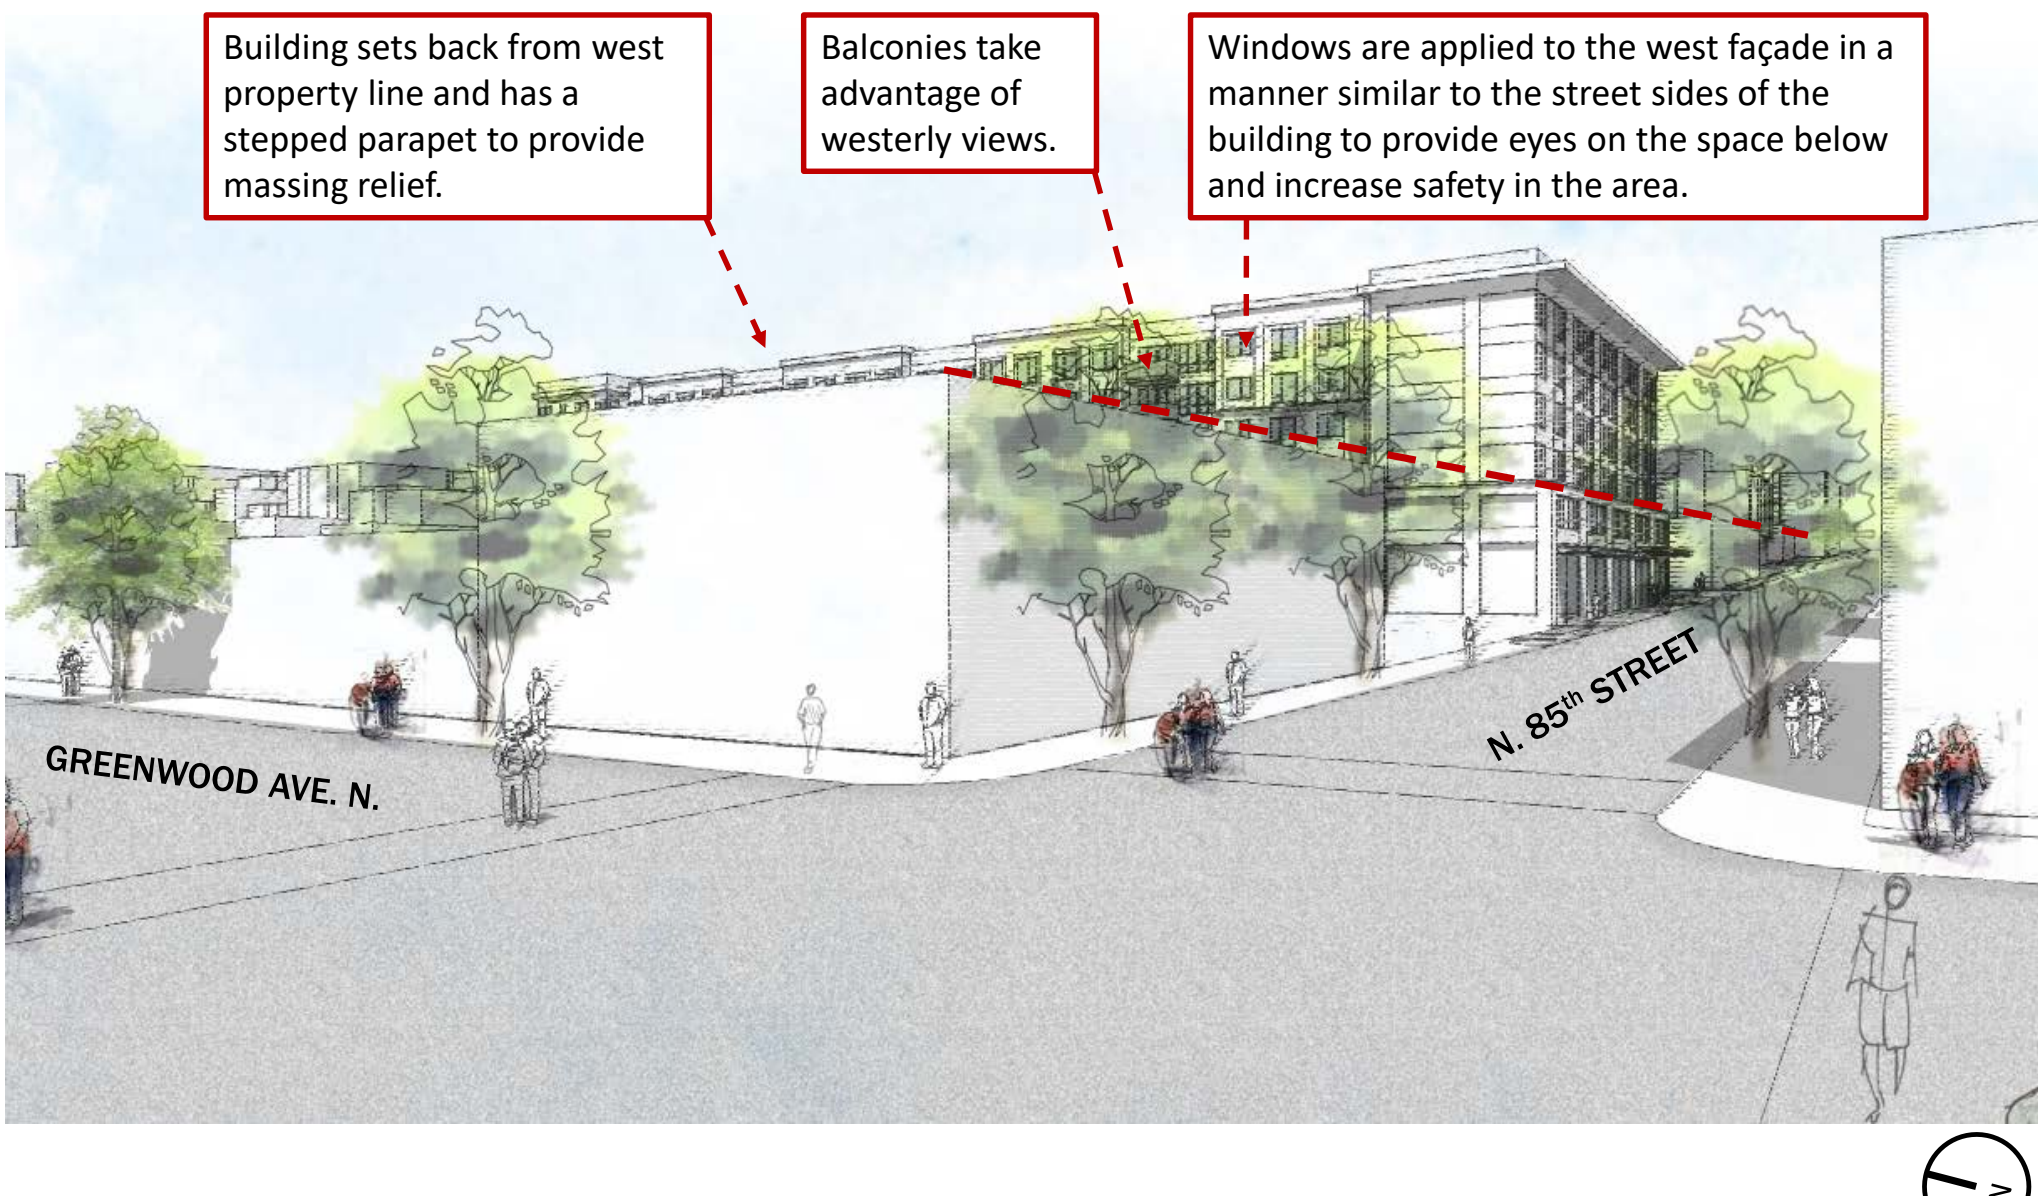 Building sets back from west
property line and has a
stepped parapet to provide
massing relief.
Balconies take
advantage of
westerly views.
Windows are applied to the west façade in a
manner similar to the street sides of the
building to provide eyes on the space below
and increase safety in the area.
GREENWOOD AVE. N.
N. 85th STREET